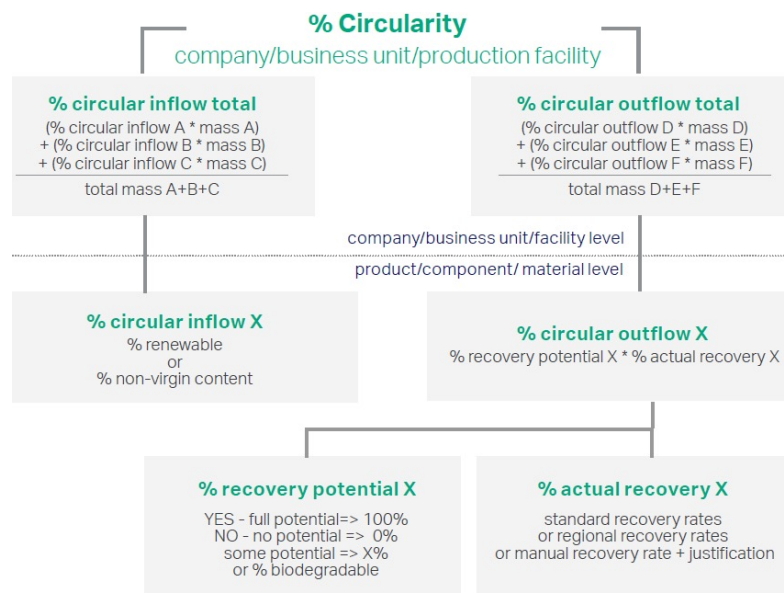 % Circularity
company/business unit/production facility
% circular inflow total
(% circular inflow A * mass A)
+ (% circular inflow B * mass B)
+ (% circular inflow C * mass C)
total mass A+B+C
% circular outflow total
(% circular outflow D * mass D)
+ (% circular outflow E * mass E)
+ (% circular outflow F * mass F)
total mass D+E+F
company/business unit/facility level
product/component/ material level
% circular inflow X
% renewable
or
% non-virgin content
% circular outflow X
% recovery potential X * % actual recovery X
% recovery potential X
YES - full potential=> 100%
NO - no potential => 0%
some potential => X%
or % biodegradable
% actual recovery X
standard recovery rates
or regional recovery rates
or manual recovery rate + justification